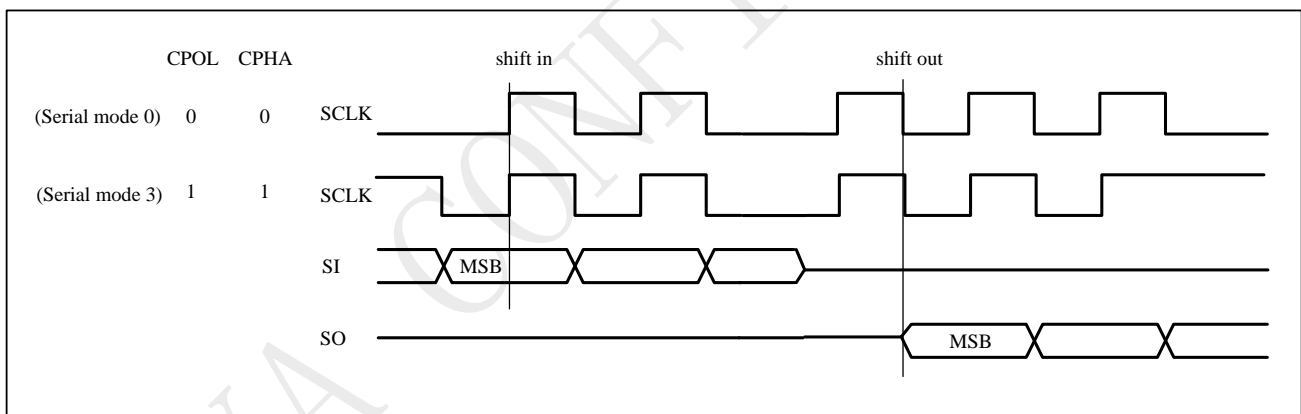 CPOL CPHA shift in shift out
(Serial mode 0) 0 0 SCLK
(Serial mode 3) 1 1 SCLK
SI MSB
SO MSB